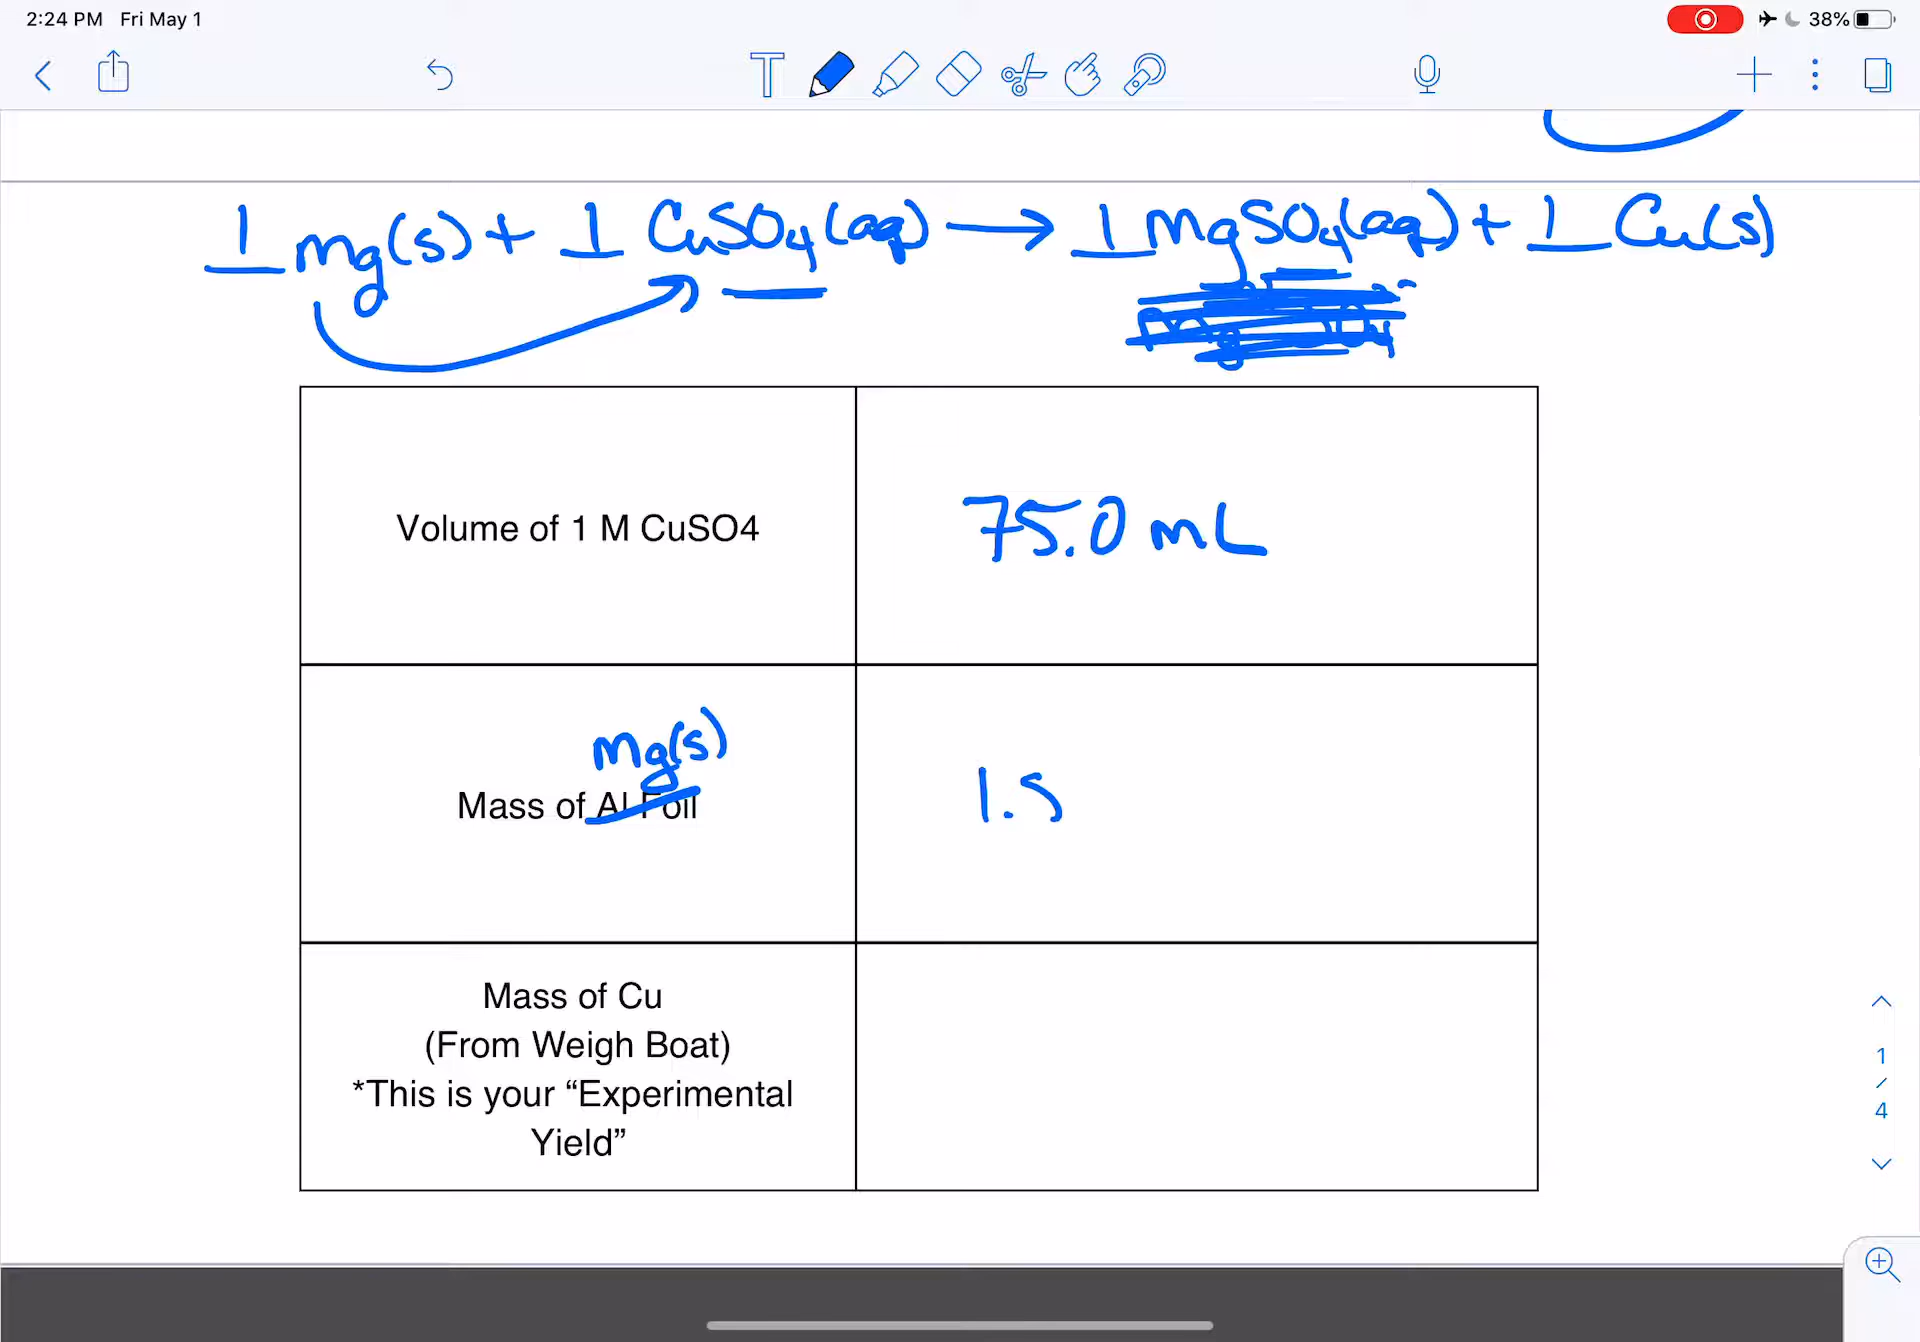 2:24 PM Fri May 1 38%
1 Mg(s) + 1 CuSO4(aq) → 1 MgSO4(aq) + 1 Cu(s)
Volume of 1 M CuSO4
75.0 mL
Mg(s)
Mass of Al Foil
1.5
Mass of Cu
(From Weigh Boat)
*This is your “Experimental
Yield”
1
/
4